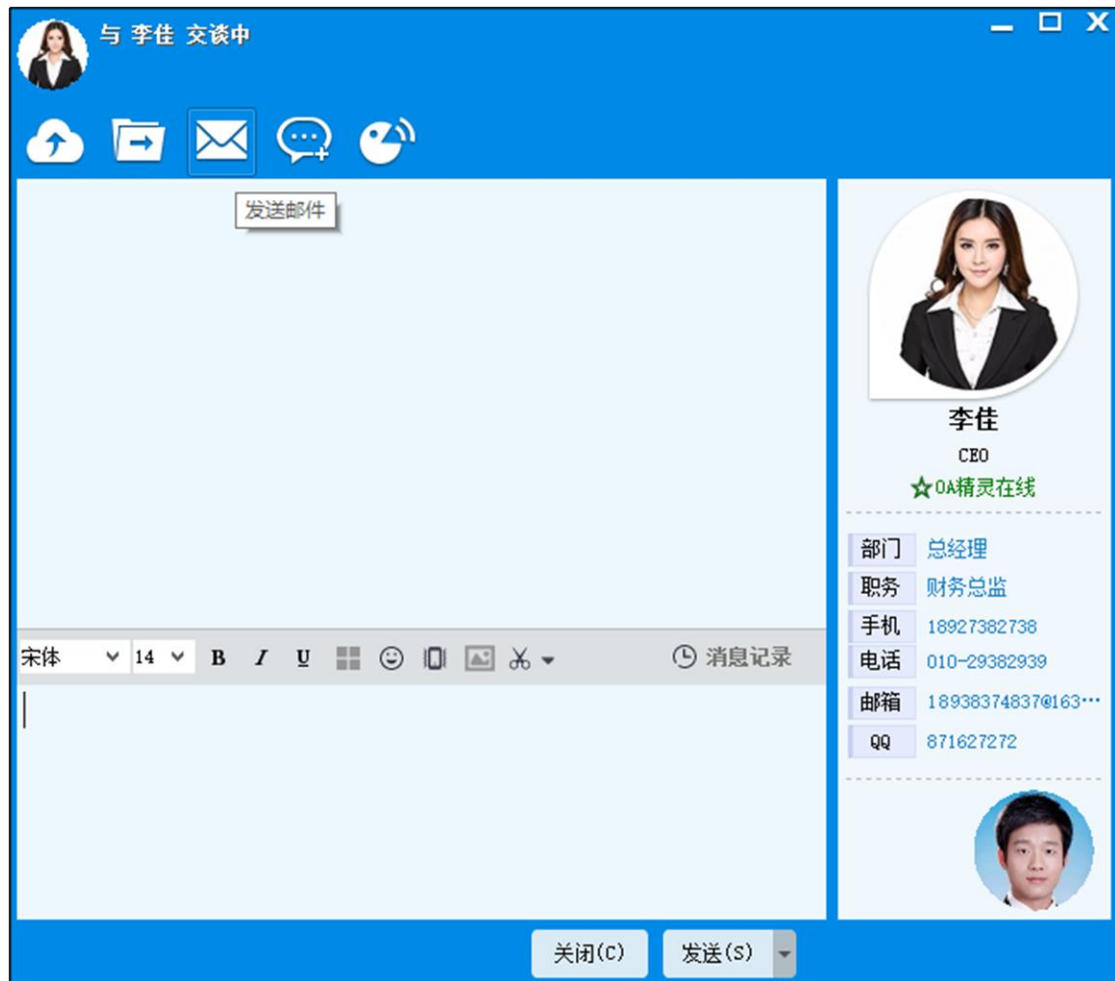 与 李佳 交谈中
发送邮件
李佳
CEO
OA精灵在线
部门 总经理
职务 财务总监
手机 18927382738
电话 010-29382939
邮箱 18938374837@163…
QQ 871627272
宋体 14 B I U 消息记录
关闭(C) 发送(S)